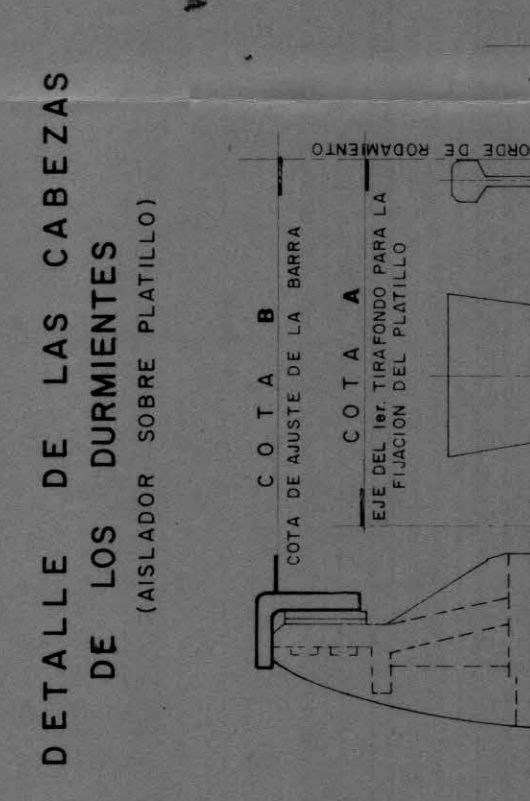 DETALLE DE LAS CABEZAS
DE LOS DURMIENTES
(AISLADOR SOBRE PLATILLO)
COTA B
COTA DE AJUSTE DE LA BARRA
COTA A
EJE DEL 1er. TIRAFONDO PARA LA
FIJACION DEL PLATILLO
ORDE DE RODAMIENTO